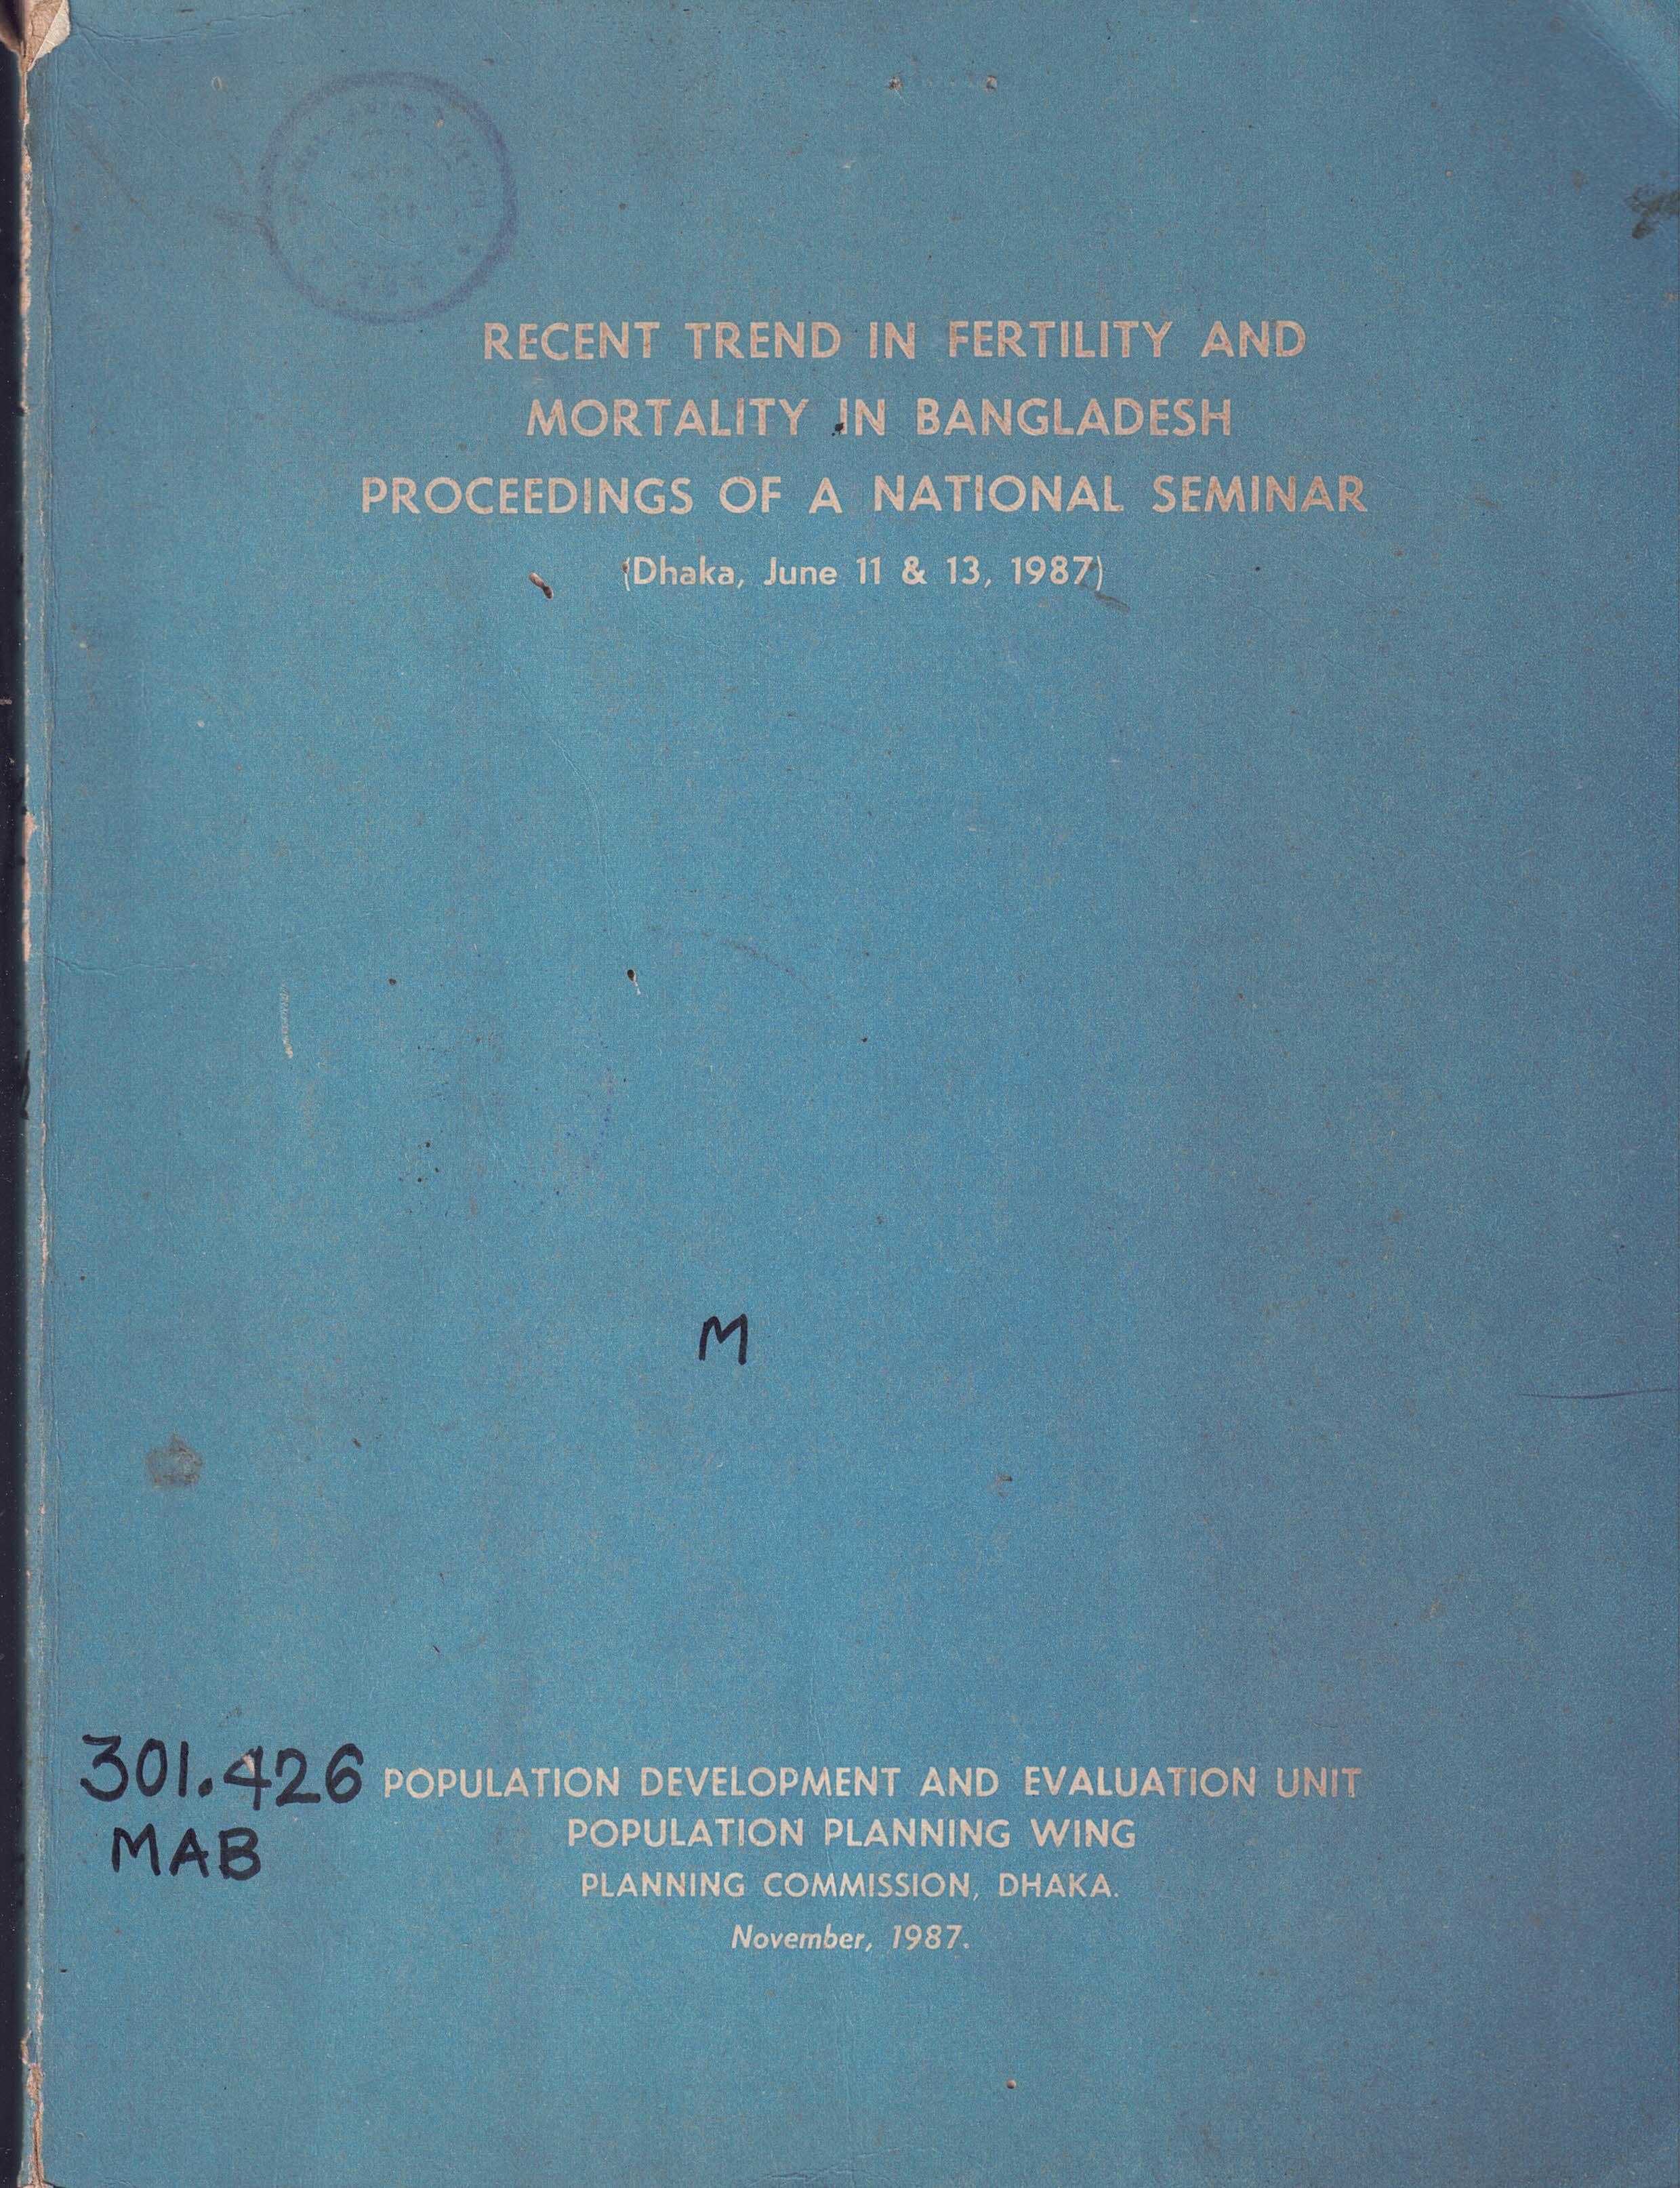 RECENT TREND IN FERTILITY AND
MORTALITY IN BANGLADESH
PROCEEDINGS OF A NATIONAL SEMINAR
(Dhaka, June 11 & 13, 1987)
M
301.426
MAB
POPULATION DEVELOPMENT AND EVALUATION UNIT
POPULATION PLANNING WING
PLANNING COMMISSION, DHAKA.
November, 1987.